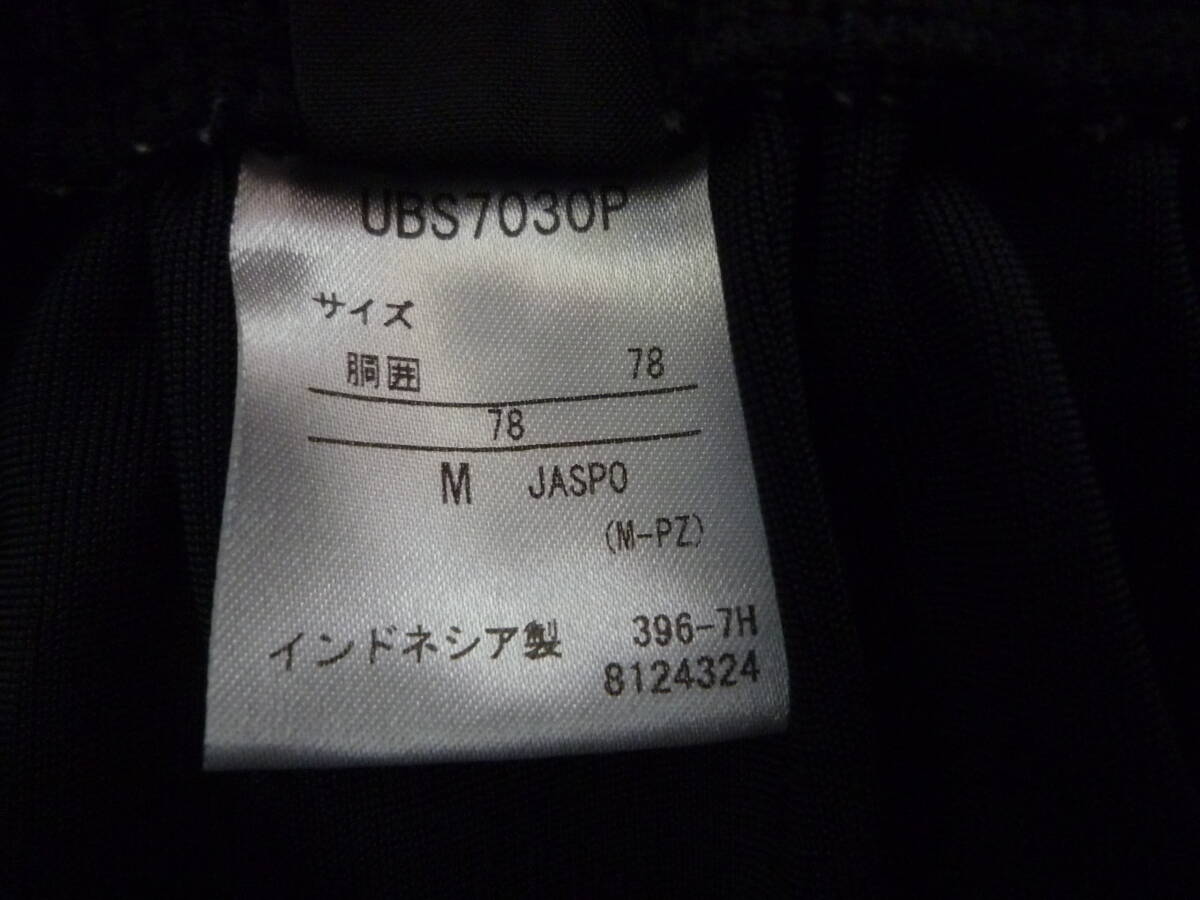 UBS7030P
サイズ
胴囲 78
78
M JASPO
(M-PZ)
インドネシア製 396-7H
8124324